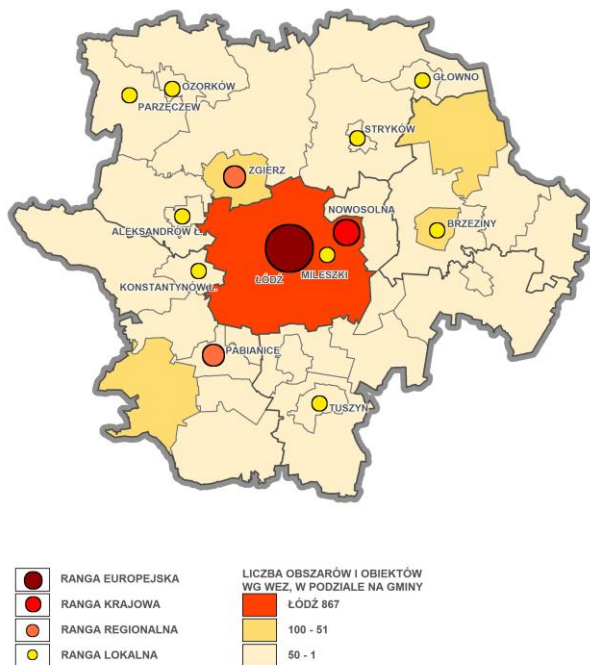 GŁOWNO
OZORKÓW
PARZĘCZEW
STRYKÓW
ZGIERZ
NOWOSOLNA
ALEKSANDRÓW Ł.
BRZEZINY
MILESZKI
ŁÓDŹ
KONSTANTYNÓW Ł.
PABIANICE
TUSZYN
RANGA EUROPEJSKA
RANGA KRAJOWA
RANGA REGIONALNA
RANGA LOKALNA
LICZBA OBSZARÓW I OBIEKTÓW
WG WEZ, W PODZIALE NA GMINY
ŁÓDŹ 867
100 - 51
50 - 1